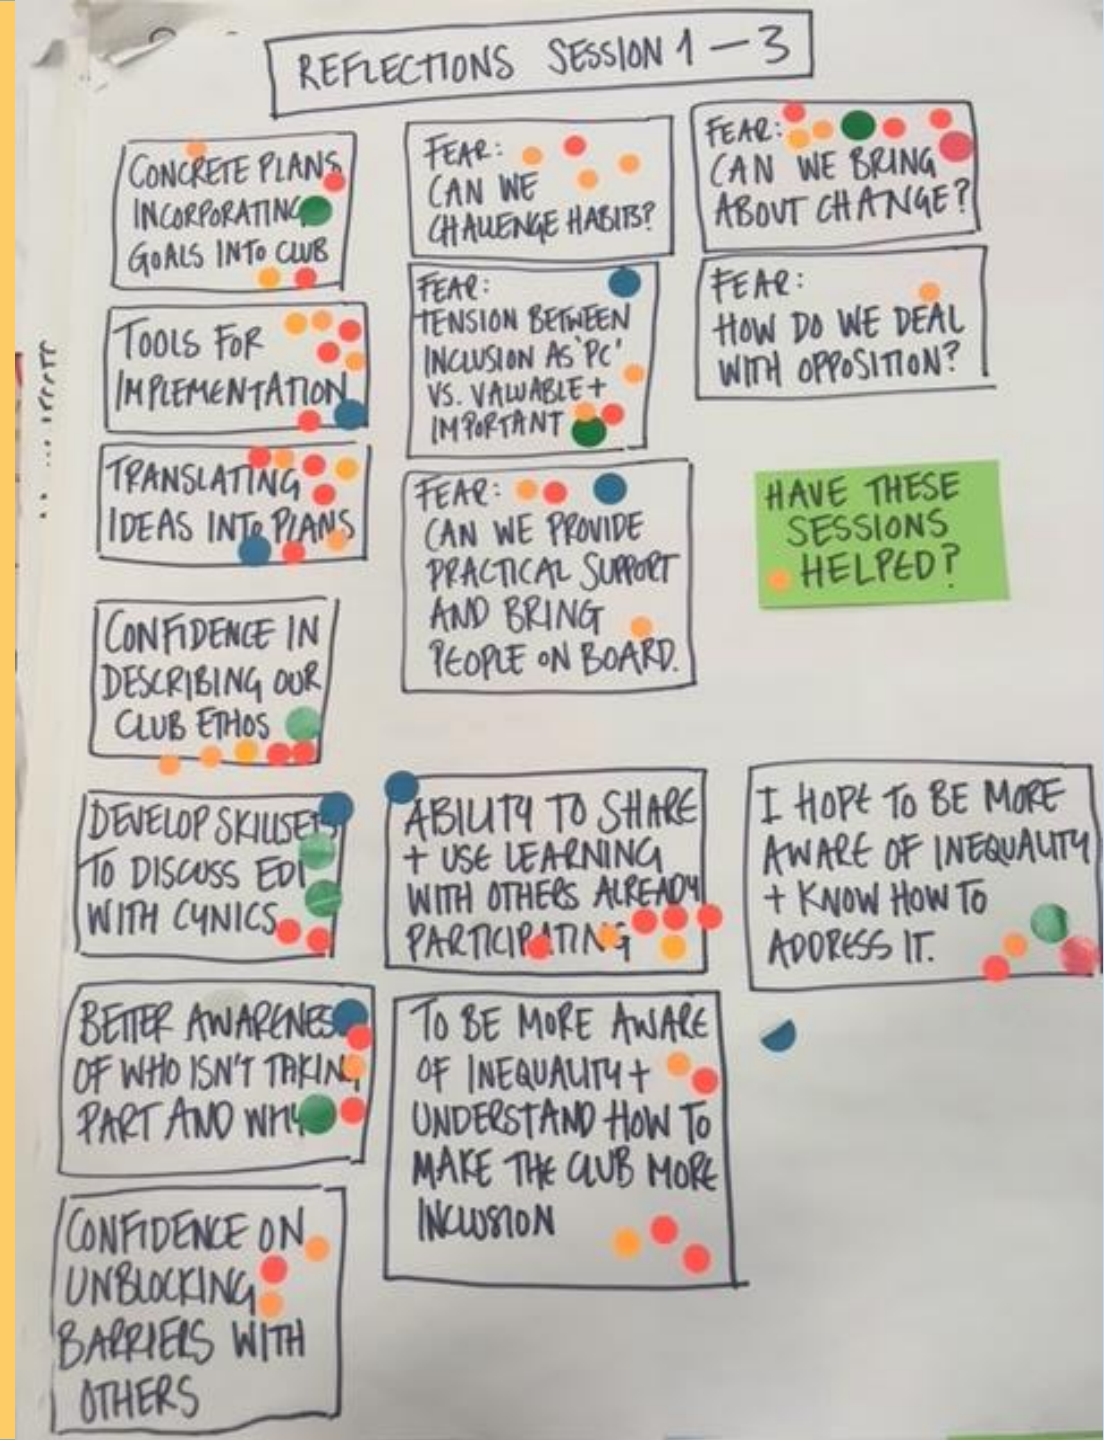 REFLECTIONS SESSION 1 - 3
CONCRETE PLANS
INCORPORATING
GOALS INTO CLUB
TOOLS FOR
IMPLEMENTATION
TRANSLATING
IDEAS INTO PLANS
CONFIDENCE IN
DESCRIBING OUR
CLUB ETHOS
DEVELOP SKILLSETS
TO DISCUSS EDI
WITH CYNICS
BETTER AWARENESS
OF WHO ISN'T TAKING
PART AND WHY
CONFIDENCE ON
UNBLOCKING
BARRIERS WITH
OTHERS
FEAR:
CAN WE
CHALLENGE HABITS?
FEAR:
TENSION BETWEEN
INCLUSION AS 'PC'
VS. VALUABLE +
IMPORTANT
FEAR:
CAN WE PROVIDE
PRACTICAL SUPPORT
AND BRING
PEOPLE ON BOARD.
ABILITY TO SHARE
+ USE LEARNING
WITH OTHERS ALREADY
PARTICIPATING
TO BE MORE AWARE
OF INEQUALITY +
UNDERSTAND HOW TO
MAKE THE CLUB MORE
INCLUSION
FEAR:
CAN WE BRING
ABOUT CHANGE?
FEAR:
HOW DO WE DEAL
WITH OPPOSITION?
HAVE THESE
SESSIONS
HELPED?
I HOPE TO BE MORE
AWARE OF INEQUALITY
+ KNOW HOW TO
ADDRESS IT.